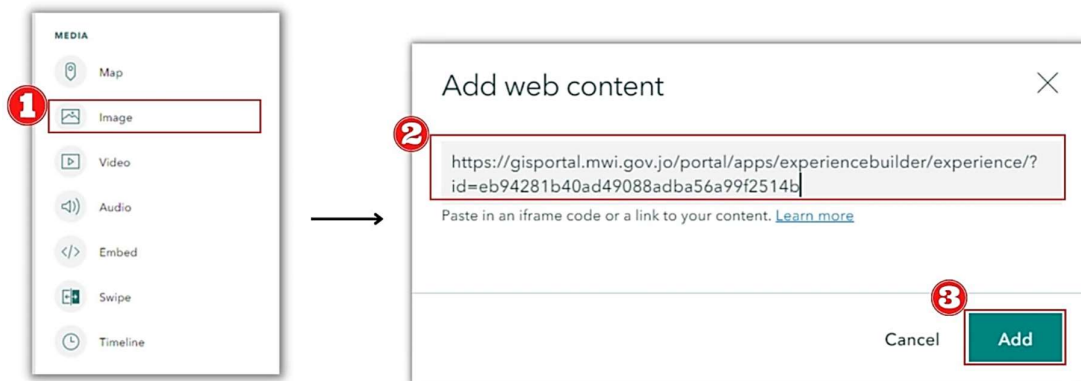 MEDIA
Map
1
Image
Video
Audio
</> Embed
Swipe
Timeline
Add web content
2
https://gisportal.mwi.gov.jo/portal/apps/experiencebuilder/experience/?
id=eb94281b40ad49088adba56a99f2514b
Paste in an iframe code or a link to your content. Learn more
3
Cancel
Add